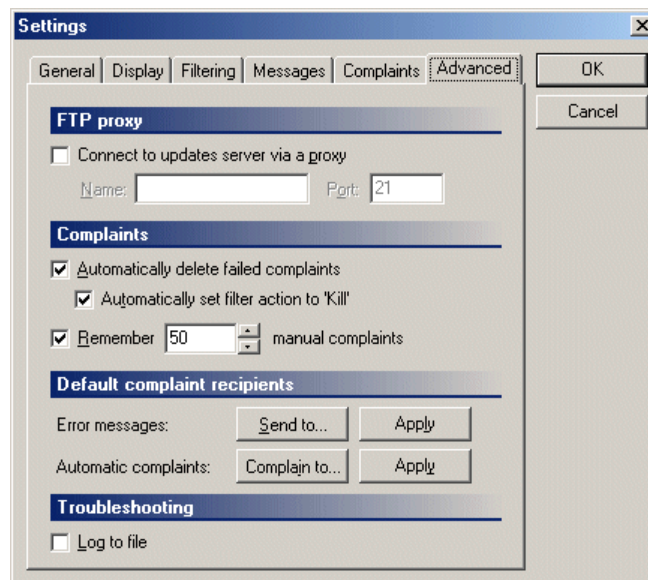 Settings
General Display Filtering Messages Complaints Advanced
OK
Cancel
FTP proxy
Connect to updates server via a proxy
Name: Port: 21
Complaints
Automatically delete failed complaints
Automatically set filter action to 'Kill'
Remember 50 manual complaints
Default complaint recipients
Error messages: Send to... Apply
Automatic complaints: Complain to... Apply
Troubleshooting
Log to file